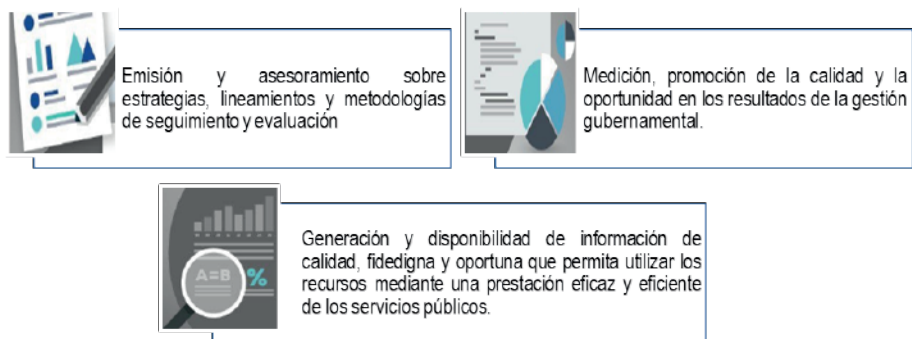 Emisión y asesoramiento sobre
estrategias, lineamientos y metodologías
de seguimiento y evaluación
Medición, promoción de la calidad y la
oportunidad en los resultados de la gestión
gubernamental.
A=B
%
Generación y disponibilidad de información de
calidad, fidedigna y oportuna que permita utilizar los
recursos mediante una prestación eficaz y eficiente
de los servicios públicos.